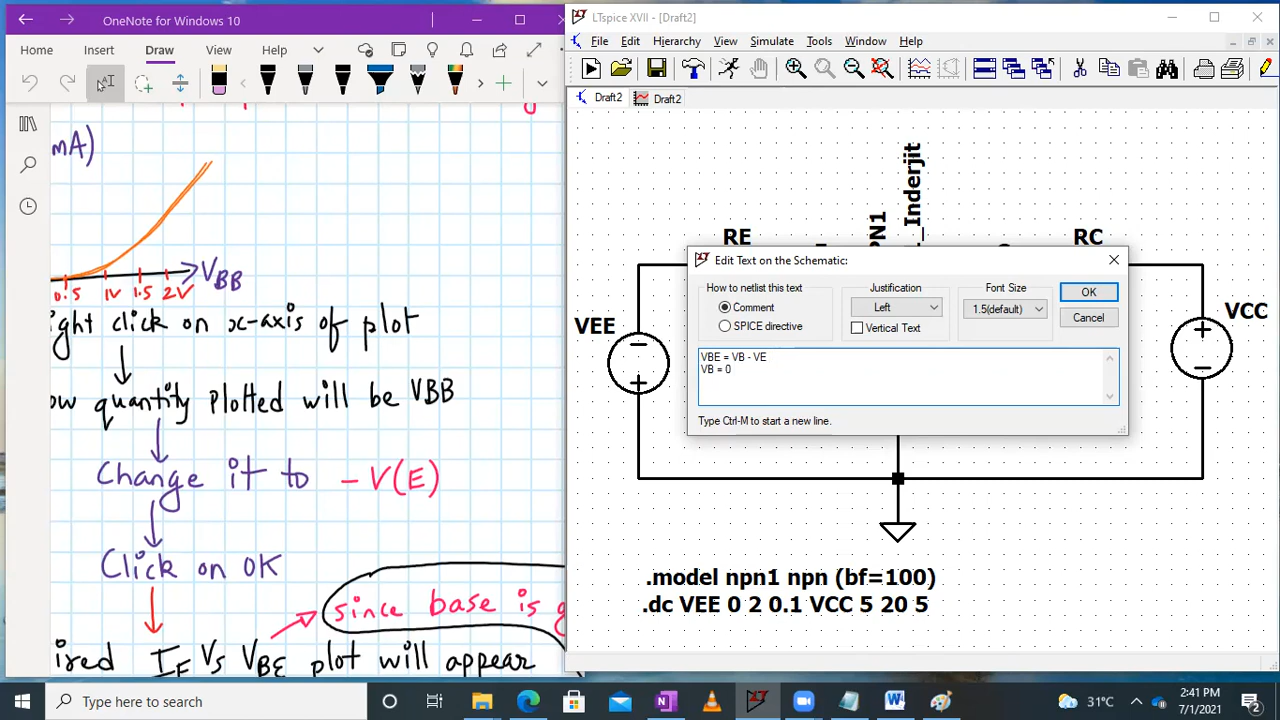 OneNote for Windows 10
Home Insert Draw View Help
mA)
0.5 1V 1.5 2V
VBB
ight click on x-axis of plot
ow quantity plotted will be VBB
Change it to - V(E)
Click on OK
since base is g
ired IE Vs VBE plot will appear
LTspice XVII - [Draft2]
File Edit Hierarchy View Simulate Tools Window Help
Draft2 Draft2
_Inderjit
PN1
RE
RC
VEE
VCC
Edit Text on the Schematic:
How to netlist this text
Comment
SPICE directive
Justification
Left
Vertical Text
Font Size
1.5(default)
OK
Cancel
VBE = VB - VE
VB = 0
Type Ctrl-M to start a new line.
.model npn1 npn (bf=100)
.dc VEE 0 2 0.1 VCC 5 20 5
Type here to search
31°C
2:41 PM
7/1/2021
2